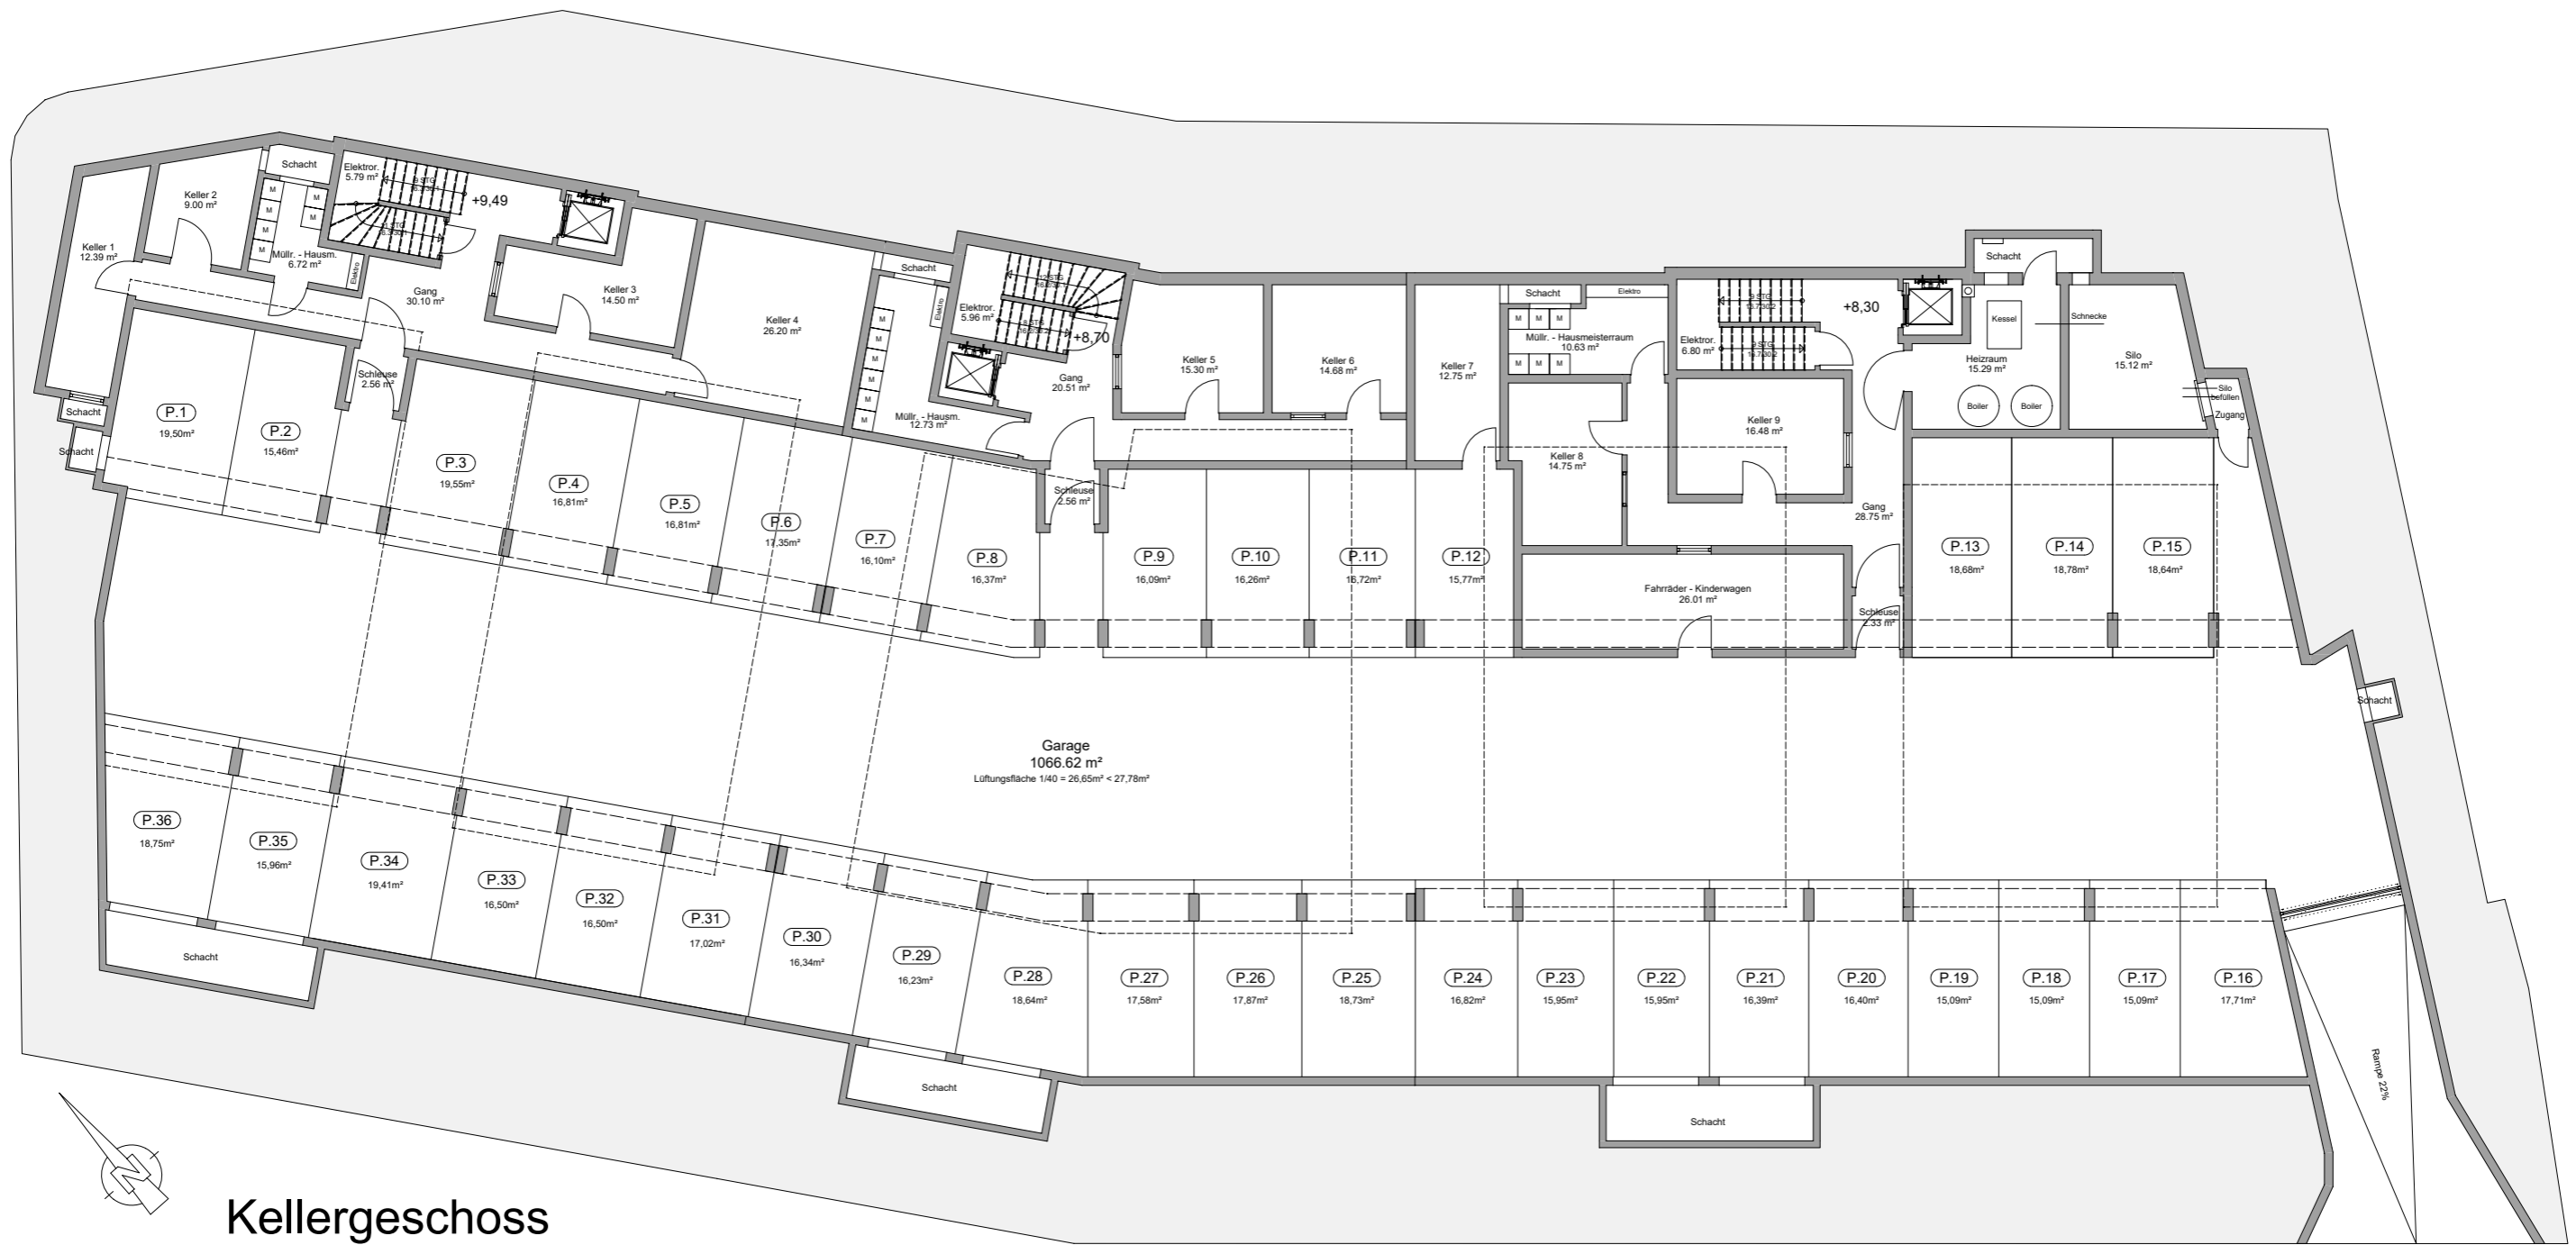 Schacht
Elektror.
5.79 m²
9 STG
+9,49
Keller 2
9.00 m²
M
M
M
M
M
M
Keller 1
12.39 m²
Müllr. - Hausm.
6.72 m²
Elektro
Gang
30.10 m²
Keller 3
14.50 m²
Keller 4
26.20 m²
Schacht
Elektro
M
M
M
M
M
M
Müllr. - Hausm.
12.73 m²
Elektror.
5.96 m²
12 STG
8 STG
+8,70
Gang
20.51 m²
Keller 5
15.30 m²
Keller 6
14.68 m²
Keller 7
12.75 m²
Schacht
Elektro
M
M
M
Müllr. - Hausmeisterraum
10.63 m²
M
M
M
Elektror.
6.80 m²
9 STG
9 STG
+8,30
Schacht
Kessel
Schnecke
Heizraum
15.29 m²
Silo
15.12 m²
Boiler
Boiler
Silo
befüllen
Zugang
Keller 8
14.75 m²
Keller 9
16.48 m²
Gang
28.75 m²
Fahrräder - Kinderwagen
26.01 m²
Schleuse
2.33 m²
Schleuse
2.56 m²
Schleuse
2.56 m²
Schacht
Schacht
P.1
19,50m²
P.2
15,46m²
P.3
19,55m²
P.4
16,81m²
P.5
16,81m²
P.6
17,35m²
P.7
16,10m²
P.8
16,37m²
P.9
16,09m²
P.10
16,26m²
P.11
16,72m²
P.12
15,77m²
P.13
18,68m²
P.14
18,78m²
P.15
18,64m²
Schacht
Garage
1066.62 m²
Lüftungsfläche 1/40 = 26,65m² < 27,78m²
P.36
18,75m²
P.35
15,96m²
P.34
19,41m²
P.33
16,50m²
P.32
16,50m²
P.31
17,02m²
P.30
16,34m²
P.29
16,23m²
P.28
18,64m²
P.27
17,58m²
P.26
17,87m²
P.25
18,73m²
P.24
16,82m²
P.23
15,95m²
P.22
15,95m²
P.21
16,39m²
P.20
16,40m²
P.19
15,09m²
P.18
15,09m²
P.17
15,09m²
P.16
17,71m²
Schacht
Schacht
Schacht
Rampe 22%
N
Kellergeschoss